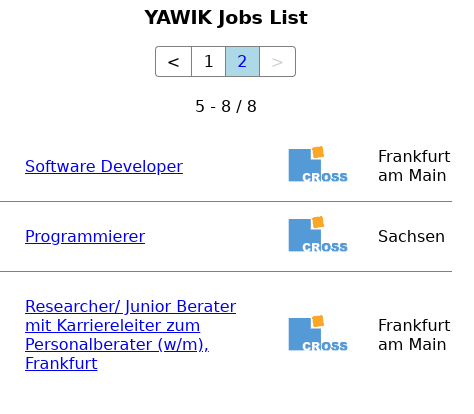 YAWIK Jobs List
< 1 2 >
5 - 8 / 8
Software Developer
CROSS
Frankfurt
am Main
Programmierer
CROSS
Sachsen
Researcher/ Junior Berater
mit Karriereleiter zum
Personalberater (w/m),
Frankfurt
CROSS
Frankfurt
am Main